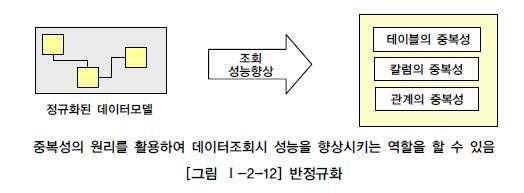 정규화된 데이터모델
조회
성능향상
테이블의 중복성
칼럼의 중복성
관계의 중복성
중복성의 원리를 활용하여 데이터조회시 성능을 향상시키는 역할을 할 수 있음
[그림 Ⅰ-2-12] 반정규화